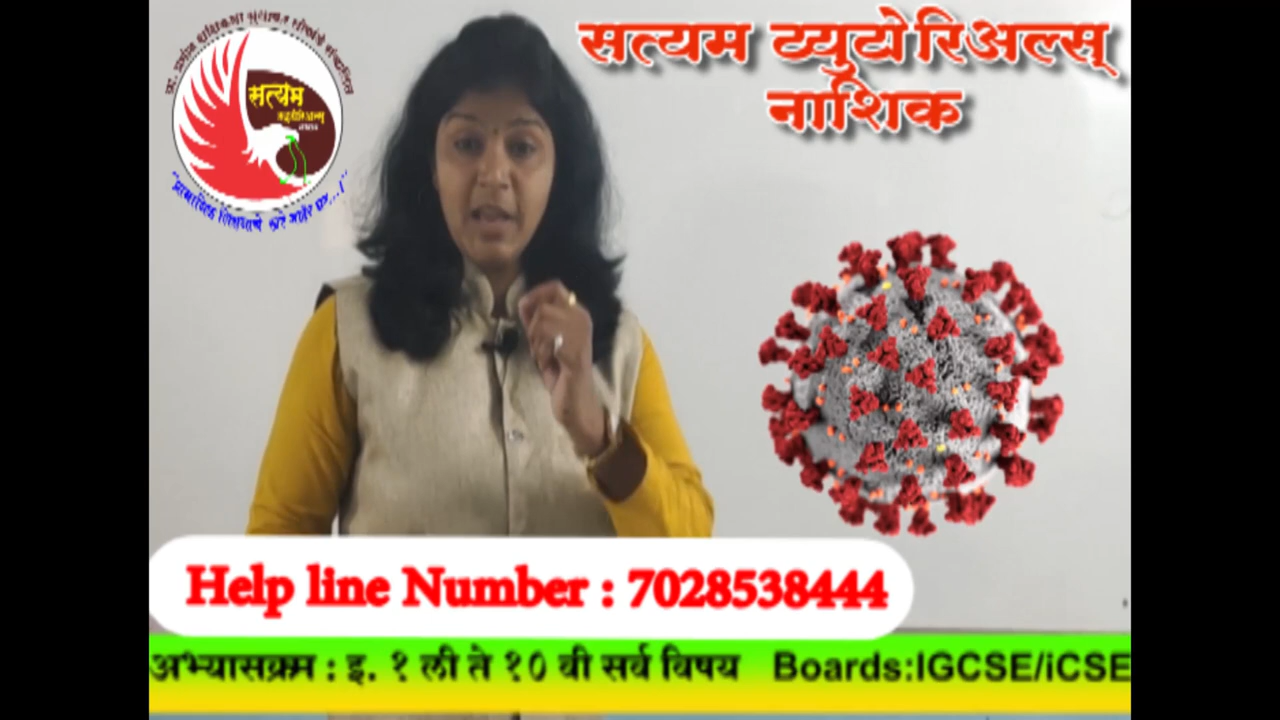 सत्यम ट्युटोरिअल्स्
नाशिक
सत्यम
Help line Number : 7028538444
अभ्यासक्रम : इ. १ ली ते १० वी सर्व विषय Boards:IGCSE/iCSE